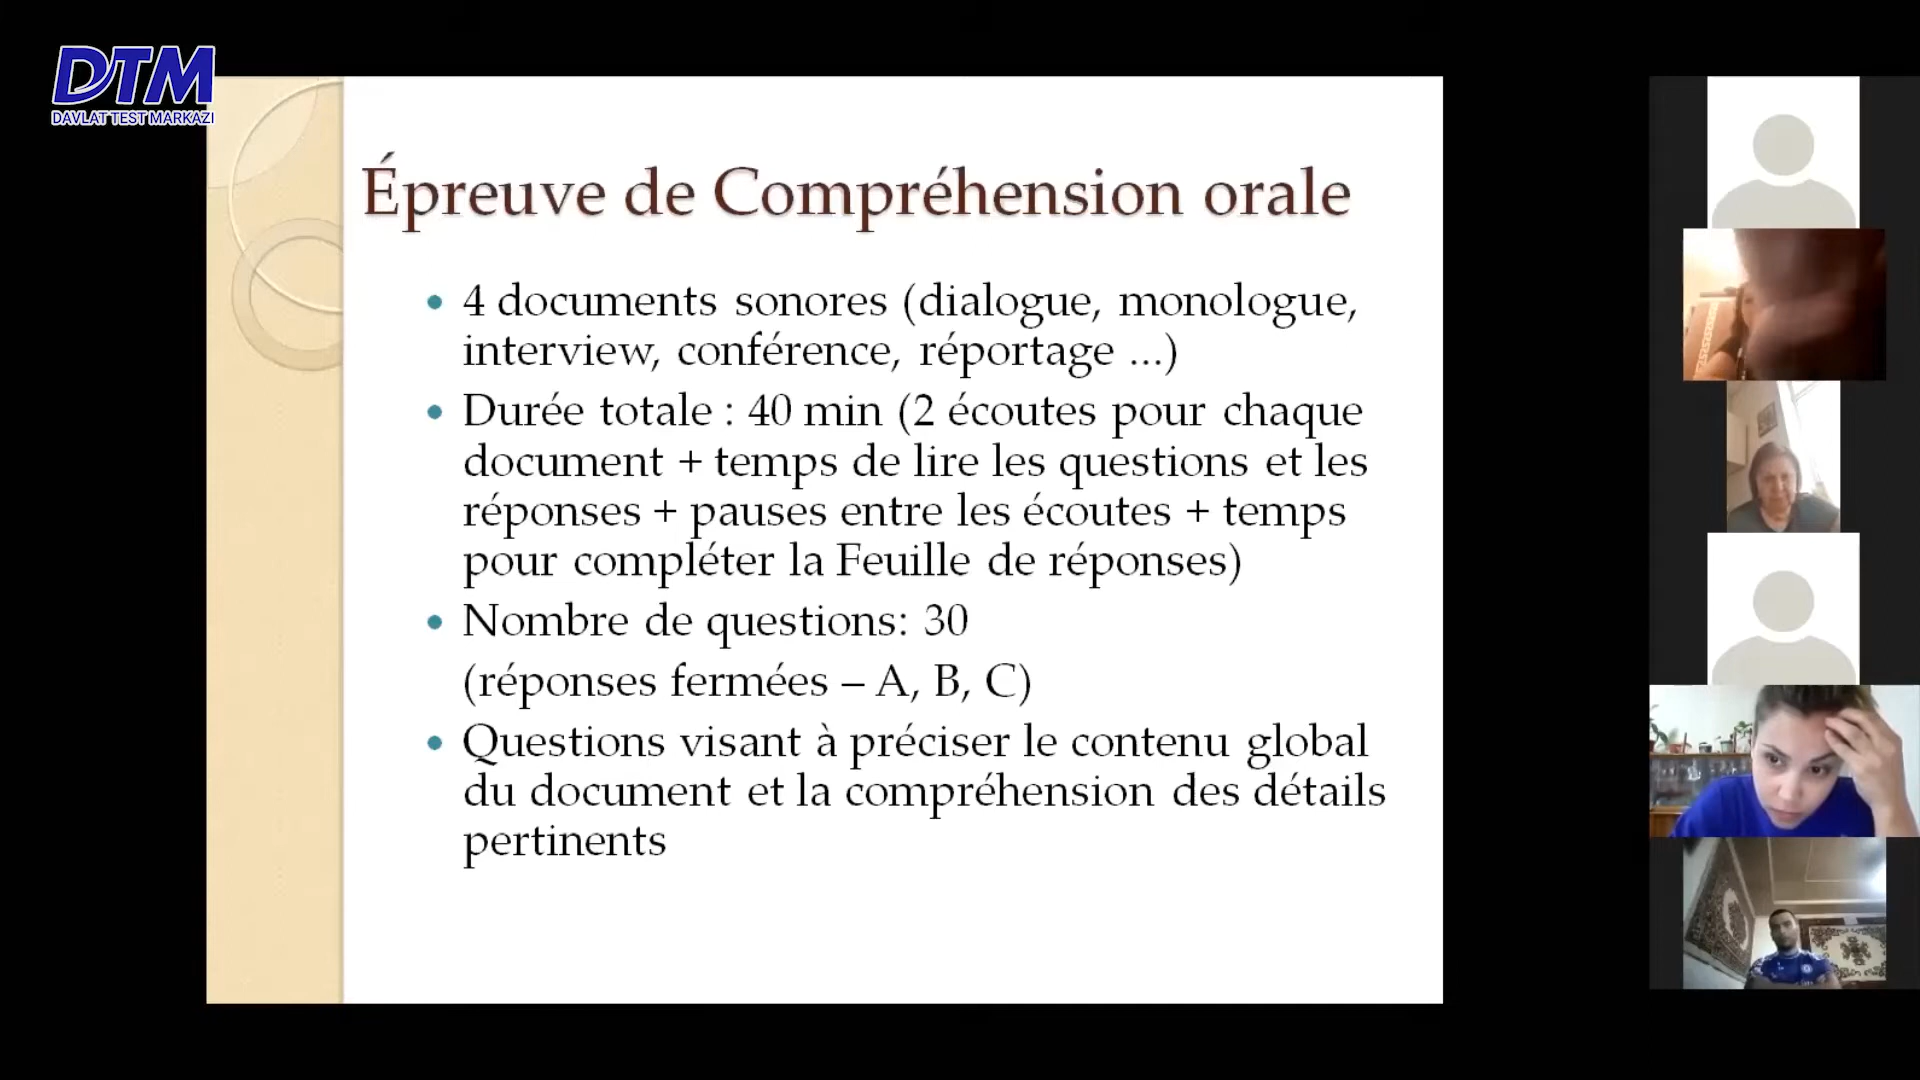 DTM
DAVLAT TEST MARKAZI
Épreuve de Compréhension orale
• 4 documents sonores (dialogue, monologue,
interview, conférence, réportage ...)
• Durée totale : 40 min (2 écoutes pour chaque
document + temps de lire les questions et les
réponses + pauses entre les écoutes + temps
pour compléter la Feuille de réponses)
• Nombre de questions: 30
(réponses fermées – A, B, C)
• Questions visant à préciser le contenu global
du document et la compréhension des détails
pertinents